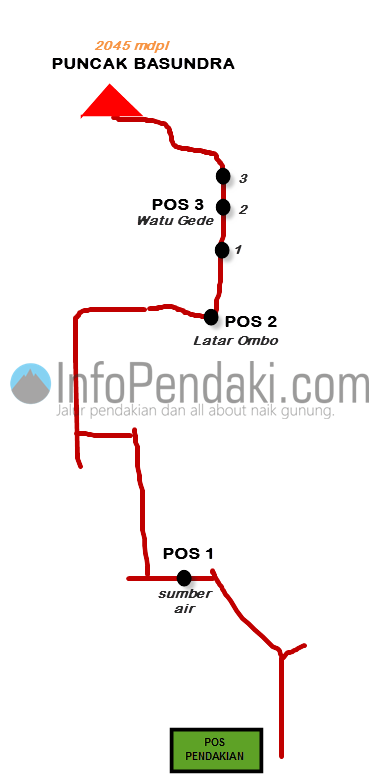 2045 mdpl
PUNCAK BASUNDRA
3
POS 3
2
Watu Gede
1
POS 2
Latar Ombo
InfoPendaki.com
Jalur pendakian dan all about naik gunung.
POS 1
sumber
air
POS
PENDAKIAN